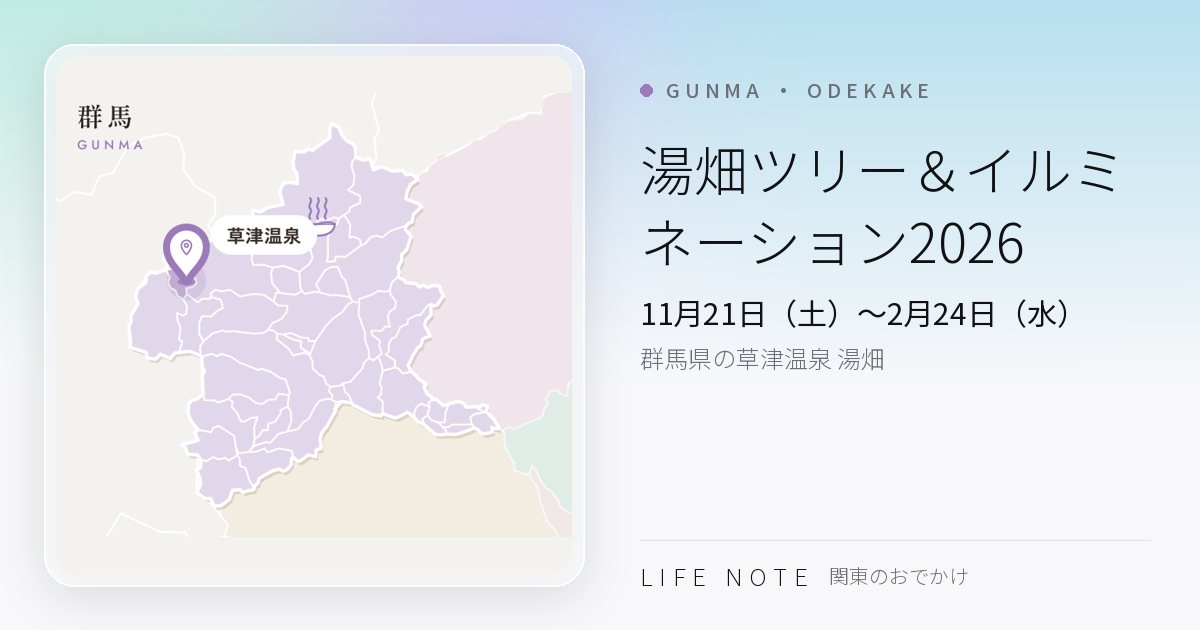 群馬
GUNMA
草津温泉
GUNMA • ODEKAKE
湯畑ツリー＆イルミ
ネーション2026
11月21日（土）〜2月24日（水）
群馬県の草津温泉 湯畑
LIFE NOTE 関東のおでかけ